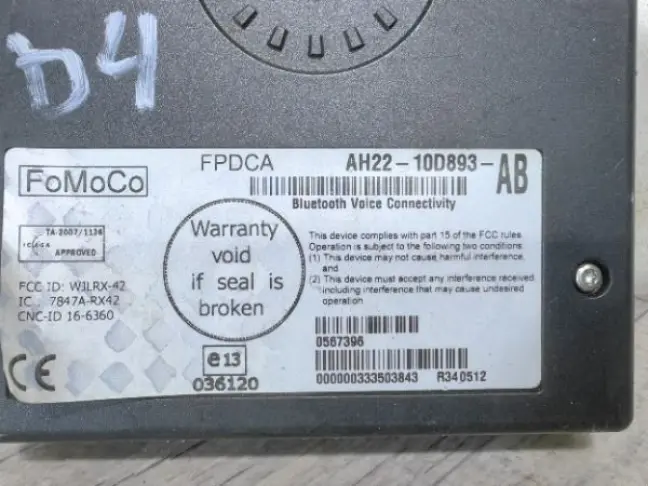 D4
FoMoCo
FPDCA AH22-10D893-AB
Bluetooth Voice Connectivity
TA-2007/1136
ICASA
APPROVED
Warranty
void
if seal is
broken
This device complies with part 15 of the FCC rules.
Operation is subject to the following two conditions
(1) This device may not cause harmful interference,
and
(2) This device must accept any interference received
including interference that may cause undesired
operation
FCC ID: WJLRX-42
IC.. 7847A-RX42
CNC-ID 16-6360
0567396
e13
036120
CE
000000333503843 R340512